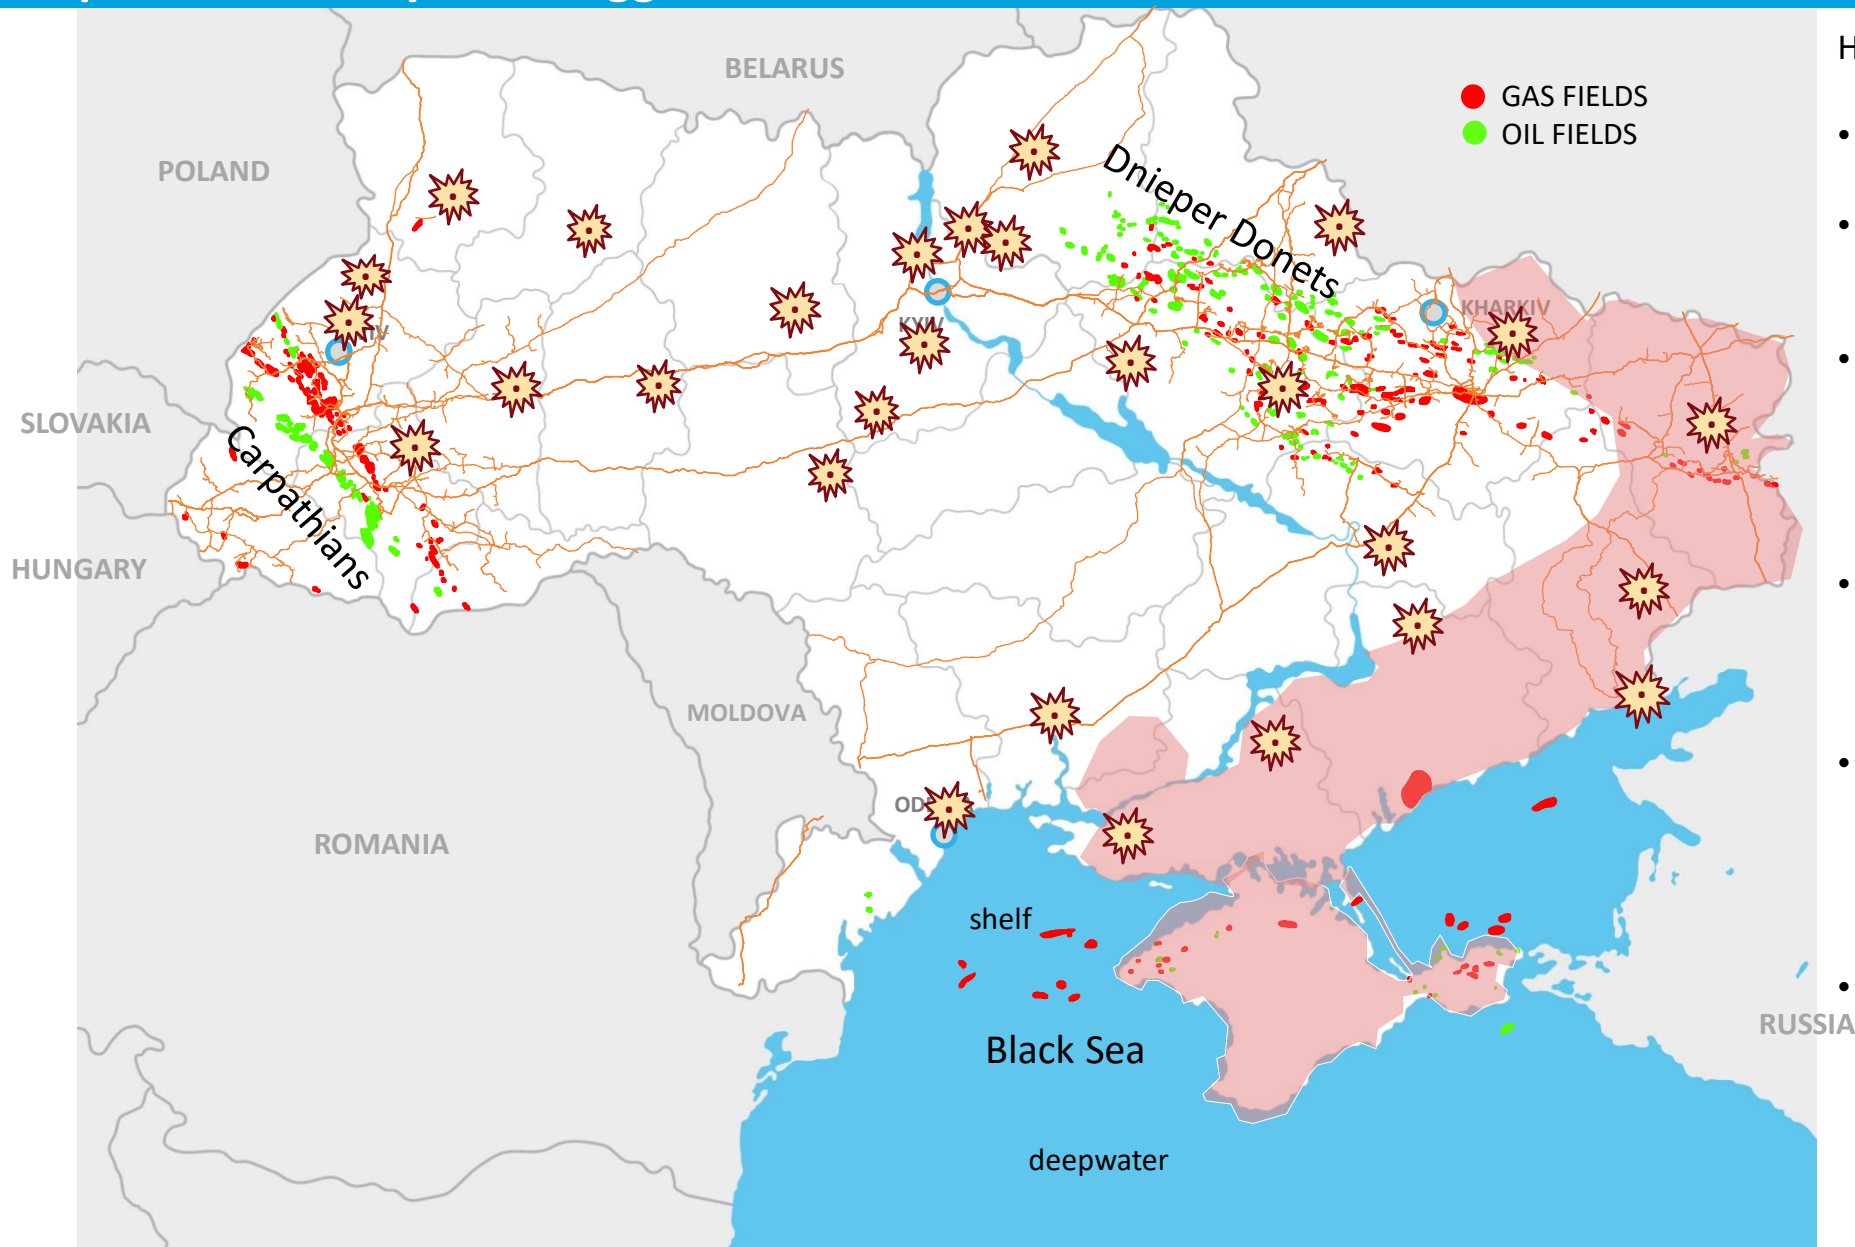 BELARUS
H
GAS FIELDS
OIL FIELDS
•
POLAND
Dnieper Donets
•
KHARKIV
•
SLOVAKIA
Carpathians
HUNGARY
•
MOLDOVA
•
ROMANIA
shelf
•
RUSSIA
Black Sea
deepwater